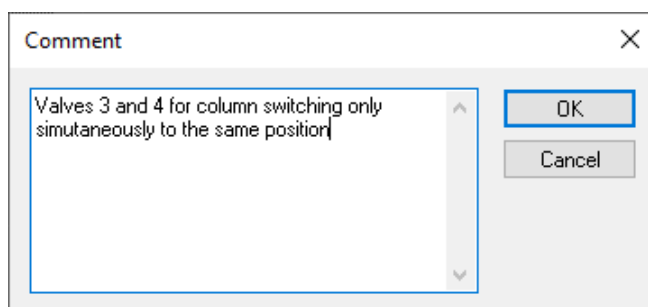 Comment
Valves 3 and 4 for column switching only
simutaneously to the same position
OK
Cancel